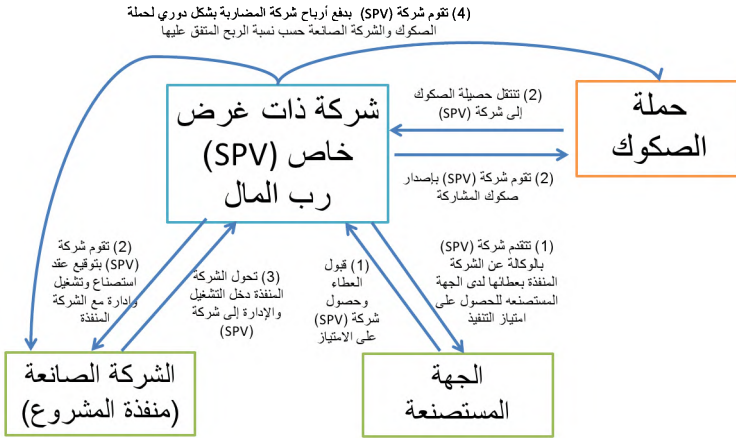 (4) تقوم شركة (SPV) بدفع أرباح شركة المضاربة بشكل دوري لحملة
الصكوك والشركة الصانعة حسب نسبة الربح المتفق عليها
شركة ذات غرض
خاص (SPV)
رب المال
(2) تنتقل حصيلة الصكوك
إلى شركة (SPV)
حملة
الصكوك
(2) تقوم شركة (SPV) بإصدار
صكوك المشاركة
(1) تتقدم شركة (SPV)
بالوكالة عن الشركة
المنفذة بعطائها لدى الجهة
المستصنعه للحصول على
امتياز التنفيذ
(1) قبول
العطاء
وحصول
شركة (SPV)
على الامتياز
(3) تحول الشركة
المنفذة دخل التشغيل
والإدارة إلى شركة
(SPV)
(2) تقوم شركة
(SPV) بتوقيع عقد
استصناع وتشغيل
وإدارة مع الشركة
المنفذة
الجهة
المستصنعة
الشركة الصانعة
(منفذة المشروع)